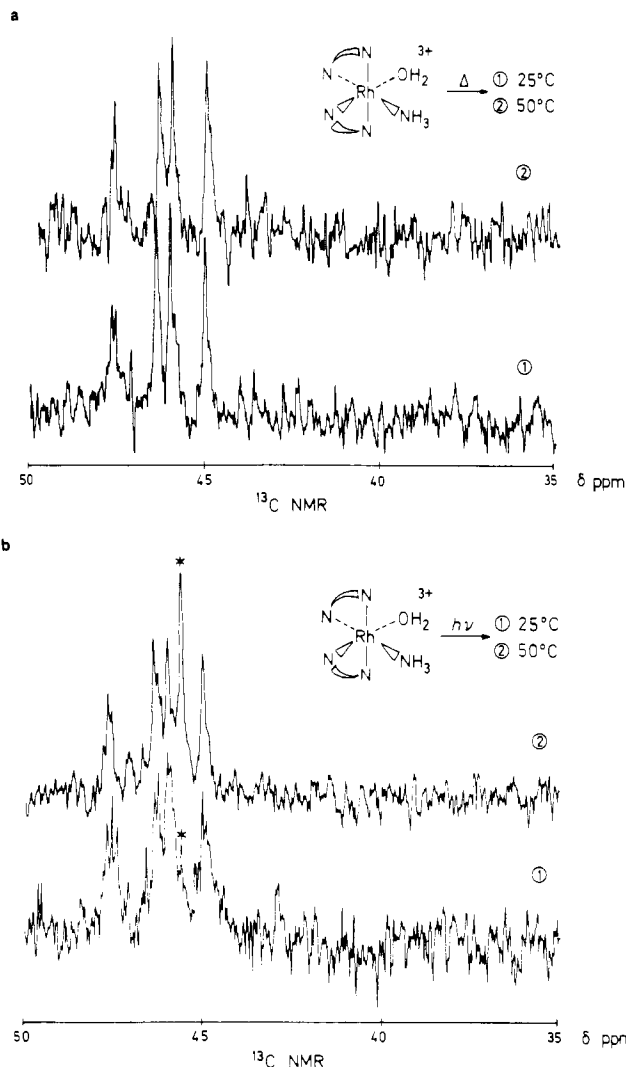 a
3+
N N
Rh OH₂
N N NH₃
Δ ① 25°C
② 50°C
②
①
50 45 40 35 δ ppm
¹³C NMR
b
3+
N N
Rh OH₂
N N NH₃
hν ① 25°C
② 50°C
*
②
*
①
50 45 40 35 δ ppm
¹³C NMR